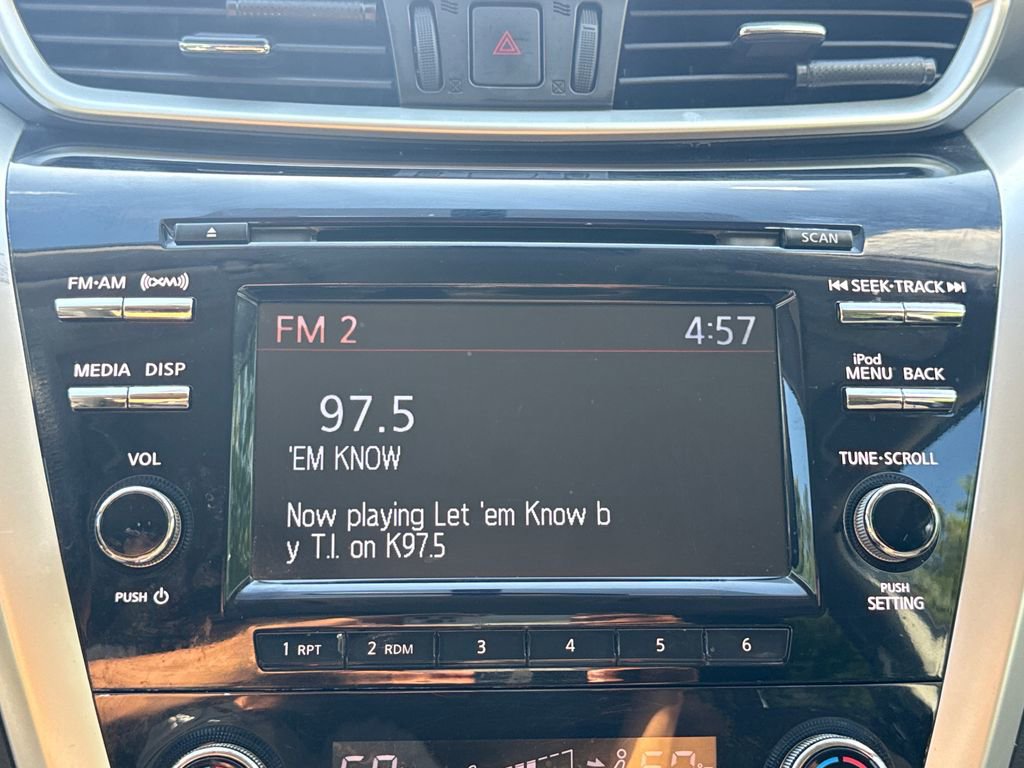 SCAN
FM·AM ((XM))
SEEK·TRACK
FM 2 4:57
MEDIA DISP
iPod
MENU BACK
97.5
'EM KNOW
VOL
TUNE·SCROLL
Now playing Let 'em Know b
y T.I. on K97.5
PUSH
PUSH
SETTING
1 RPT 2 RDM 3 4 5 6